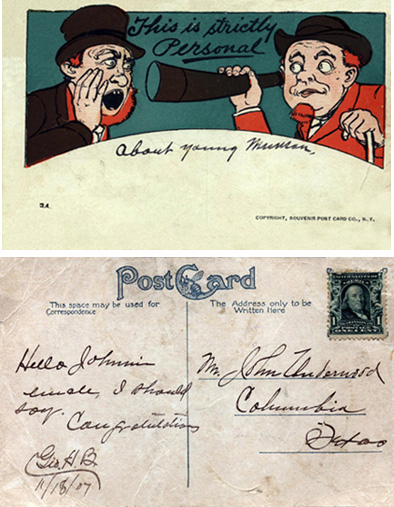 This is strictly
Personal
About young Munson.
COPYRIGHT, SOUVENIR POST CARD CO., N. Y.
Post Card
This space may be used for
Correspondence
The Address only to be
Written Here
Hello Johnnie
uncle, I should
say.
Congratulations
Geo. H. B.
11/18/07
Mr. John Underwood
Columbia
Texas